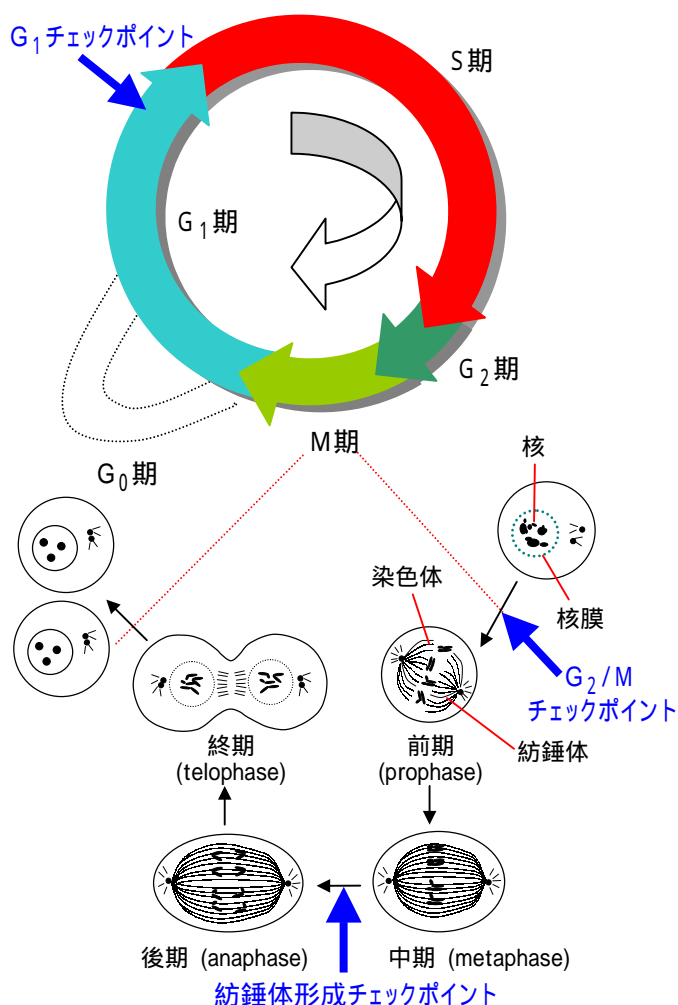 G₁チェックポイント
S期
G₁期
G₂期
M期
G₀期
核
染色体
核膜
G₂/M
チェックポイント
紡錘体
終期
(telophase)
前期
(prophase)
後期 (anaphase)
中期 (metaphase)
紡錘体形成チェックポイント